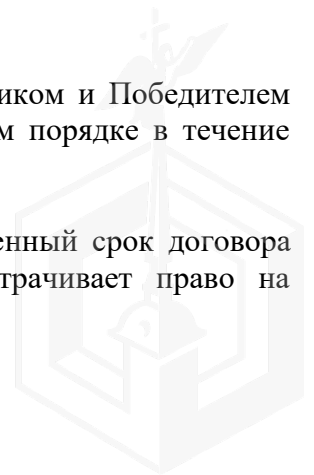 иком и Победителем
м порядке в течение
енный срок договора
трачивает право на